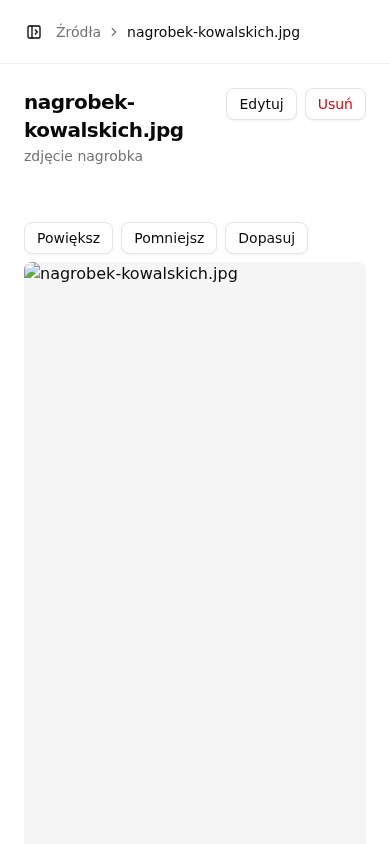 Źródła > nagrobek-kowalskich.jpg
nagrobek-
kowalskich.jpg
Edytuj
Usuń
zdjęcie nagrobka
Powiększ
Pomniejsz
Dopasuj
nagrobek-kowalskich.jpg